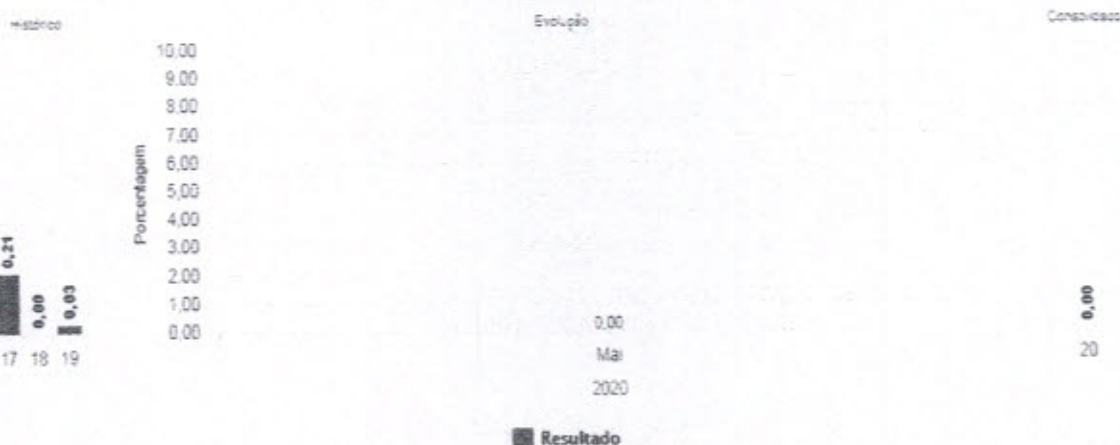 Histórico
Evolução
Consolidado
10,00
9,00
8,00
7,00
6,00
5,00
4,00
3,00
2,00
1,00
0,00
Porcentagem
0,21
0,00
0,03
17 18 19
0,00
Mai
2020
0,00
20
Resultado